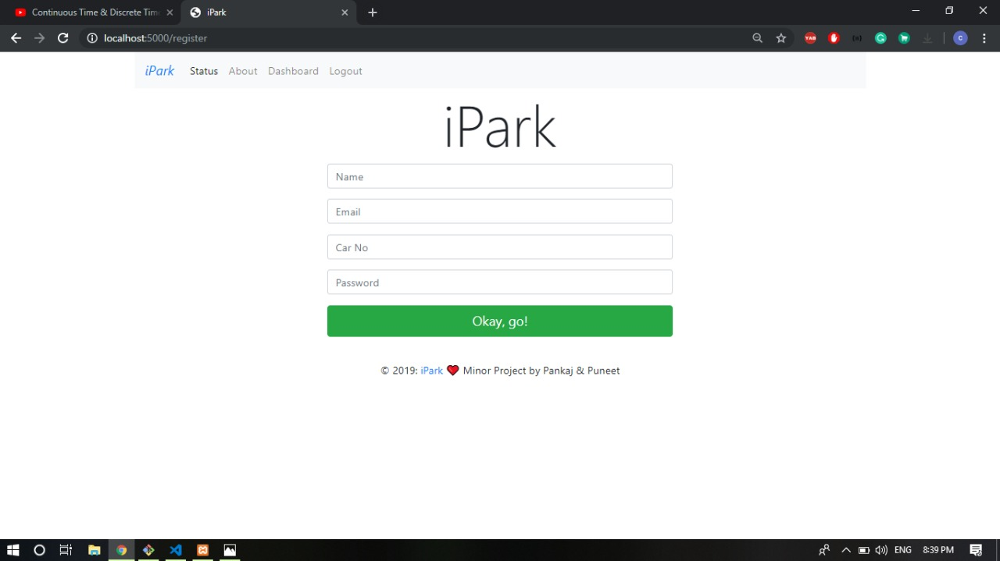 Continuous Time & Discrete Tim
iPark
localhost:5000/register
YAB
C
iPark Status About Dashboard Logout
iPark
Name
Email
Car No
Password
Okay, go!
© 2019: iPark ❤ Minor Project by Pankaj & Puneet
ENG 8:39 PM